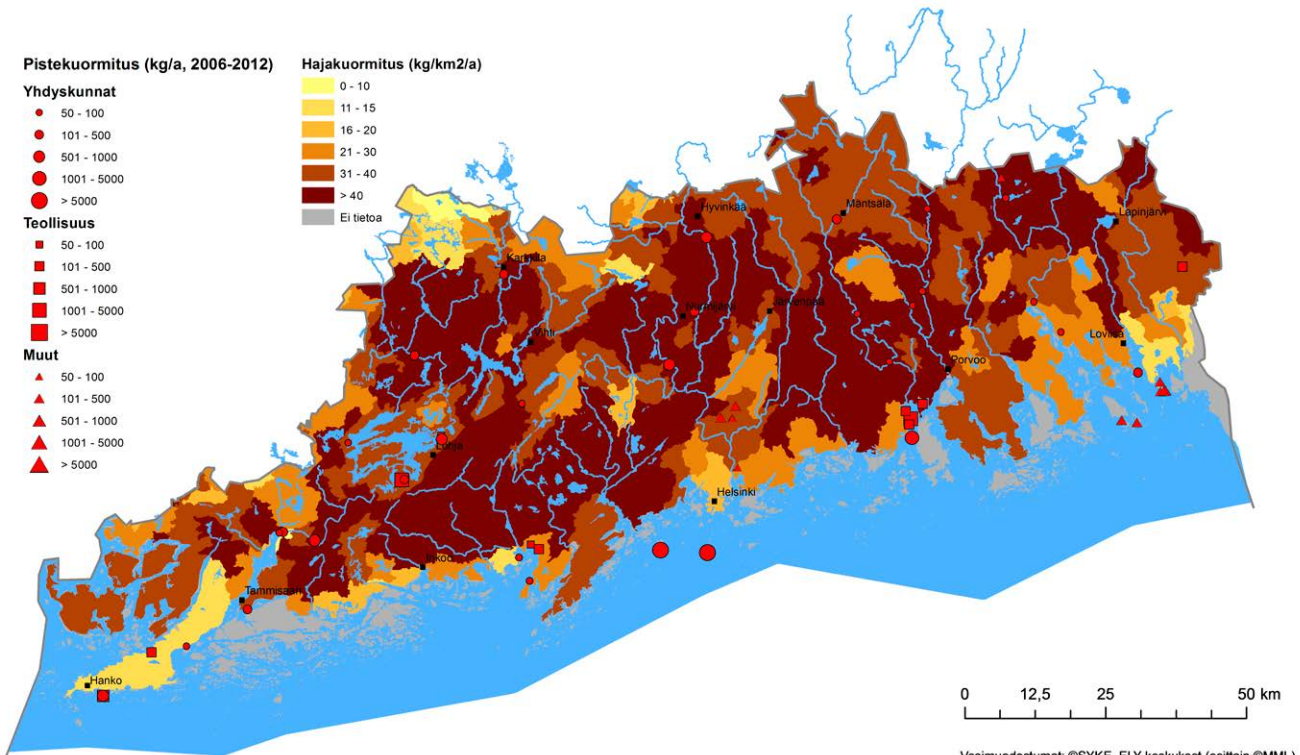 Pistekuormitus (kg/a, 2006-2012)
Yhdyskunnat
50 - 100
101 - 500
501 - 1000
1001 - 5000
> 5000
Teollisuus
50 - 100
101 - 500
501 - 1000
1001 - 5000
> 5000
Muut
50 - 100
101 - 500
501 - 1000
1001 - 5000
> 5000
Hajakuormitus (kg/km2/a)
0 - 10
11 - 15
16 - 20
21 - 30
31 - 40
> 40
Ei tietoa
Hyvinkää
Mäntsälä
Lapinjärvi
Karkkila
Nurmijärvi
Järvenpää
Vihti
Loviisa
Porvoo
Lohja
Helsinki
Inkoo
Tammisaari
Hanko
0 12,5 25 50 km
Vesimuodostumat: ©SYKE, ELY-keskukset (osittain ©MML)